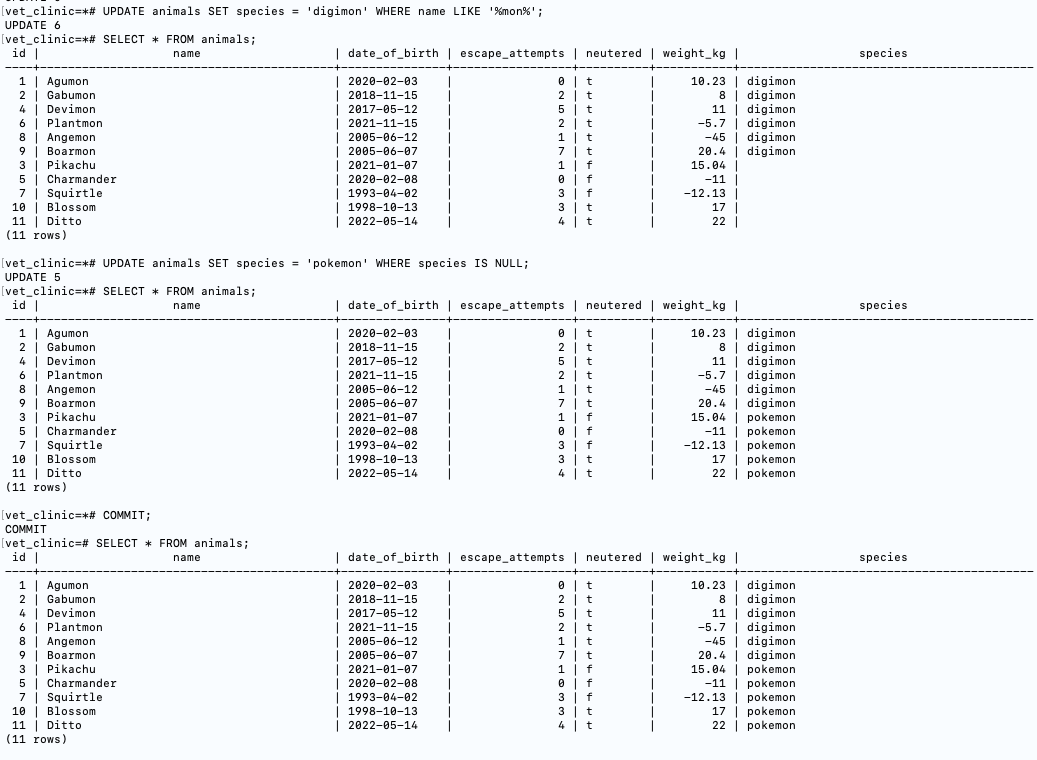 [vet_clinic=*# UPDATE animals SET species = 'digimon' WHERE name LIKE '%mon%';
UPDATE 6
[vet_clinic=*# SELECT * FROM animals;
 id |                   name                   | date_of_birth | escape_attempts | neutered | weight_kg |                 species
----+------------------------------------------+---------------+-----------------+----------+-----------+------------------------------------------
  1 | Agumon                                   | 2020-02-03    |               0 | t        |     10.23 | digimon
  2 | Gabumon                                  | 2018-11-15    |               2 | t        |         8 | digimon
  4 | Devimon                                  | 2017-05-12    |               5 | t        |        11 | digimon
  6 | Plantmon                                 | 2021-11-15    |               2 | t        |      -5.7 | digimon
  8 | Angemon                                  | 2005-06-12    |               1 | t        |       -45 | digimon
  9 | Boarmon                                  | 2005-06-07    |               7 | t        |      20.4 | digimon
  3 | Pikachu                                  | 2021-01-07    |               1 | f        |     15.04 |
  5 | Charmander                               | 2020-02-08    |               0 | f        |       -11 |
  7 | Squirtle                                 | 1993-04-02    |               3 | f        |    -12.13 |
 10 | Blossom                                  | 1998-10-13    |               3 | t        |        17 |
 11 | Ditto                                    | 2022-05-14    |               4 | t        |        22 |
(11 rows)
[vet_clinic=*# UPDATE animals SET species = 'pokemon' WHERE species IS NULL;
UPDATE 5
[vet_clinic=*# SELECT * FROM animals;
 id |                   name                   | date_of_birth | escape_attempts | neutered | weight_kg |                 species
----+------------------------------------------+---------------+-----------------+----------+-----------+------------------------------------------
  1 | Agumon                                   | 2020-02-03    |               0 | t        |     10.23 | digimon
  2 | Gabumon                                  | 2018-11-15    |               2 | t        |         8 | digimon
  4 | Devimon                                  | 2017-05-12    |               5 | t        |        11 | digimon
  6 | Plantmon                                 | 2021-11-15    |               2 | t        |      -5.7 | digimon
  8 | Angemon                                  | 2005-06-12    |               1 | t        |       -45 | digimon
  9 | Boarmon                                  | 2005-06-07    |               7 | t        |      20.4 | digimon
  3 | Pikachu                                  | 2021-01-07    |               1 | f        |     15.04 | pokemon
  5 | Charmander                               | 2020-02-08    |               0 | f        |       -11 | pokemon
  7 | Squirtle                                 | 1993-04-02    |               3 | f        |    -12.13 | pokemon
 10 | Blossom                                  | 1998-10-13    |               3 | t        |        17 | pokemon
 11 | Ditto                                    | 2022-05-14    |               4 | t        |        22 | pokemon
(11 rows)
[vet_clinic=*# COMMIT;
COMMIT
[vet_clinic=# SELECT * FROM animals;
 id |                   name                   | date_of_birth | escape_attempts | neutered | weight_kg |                 species
----+------------------------------------------+---------------+-----------------+----------+-----------+------------------------------------------
  1 | Agumon                                   | 2020-02-03    |               0 | t        |     10.23 | digimon
  2 | Gabumon                                  | 2018-11-15    |               2 | t        |         8 | digimon
  4 | Devimon                                  | 2017-05-12    |               5 | t        |        11 | digimon
  6 | Plantmon                                 | 2021-11-15    |               2 | t        |      -5.7 | digimon
  8 | Angemon                                  | 2005-06-12    |               1 | t        |       -45 | digimon
  9 | Boarmon                                  | 2005-06-07    |               7 | t        |      20.4 | digimon
  3 | Pikachu                                  | 2021-01-07    |               1 | f        |     15.04 | pokemon
  5 | Charmander                               | 2020-02-08    |               0 | f        |       -11 | pokemon
  7 | Squirtle                                 | 1993-04-02    |               3 | f        |    -12.13 | pokemon
 10 | Blossom                                  | 1998-10-13    |               3 | t        |        17 | pokemon
 11 | Ditto                                    | 2022-05-14    |               4 | t        |        22 | pokemon
(11 rows)